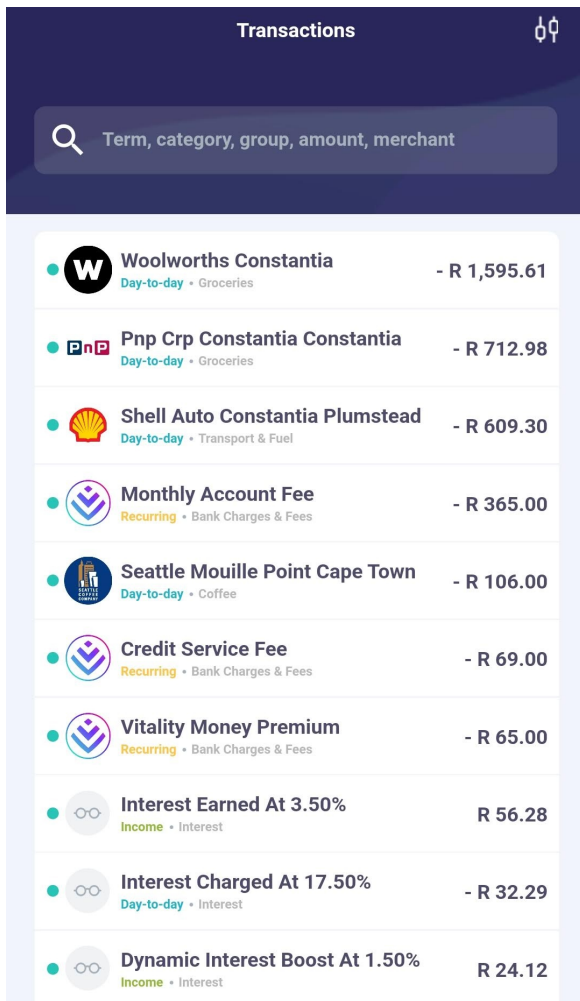 Transactions
Term, category, group, amount, merchant
W
Woolworths Constantia
- R 1,595.61
Day-to-day • Groceries
PnP
Pnp Crp Constantia Constantia
- R 712.98
Day-to-day • Groceries
Shell Auto Constantia Plumstead
- R 609.30
Day-to-day • Transport & Fuel
Monthly Account Fee
- R 365.00
Recurring • Bank Charges & Fees
SEATTLE
COFFEE
COMPANY
Seattle Mouille Point Cape Town
- R 106.00
Day-to-day • Coffee
Credit Service Fee
- R 69.00
Recurring • Bank Charges & Fees
Vitality Money Premium
- R 65.00
Recurring • Bank Charges & Fees
Interest Earned At 3.50%
R 56.28
Income • Interest
Interest Charged At 17.50%
- R 32.29
Day-to-day • Interest
Dynamic Interest Boost At 1.50%
R 24.12
Income • Interest